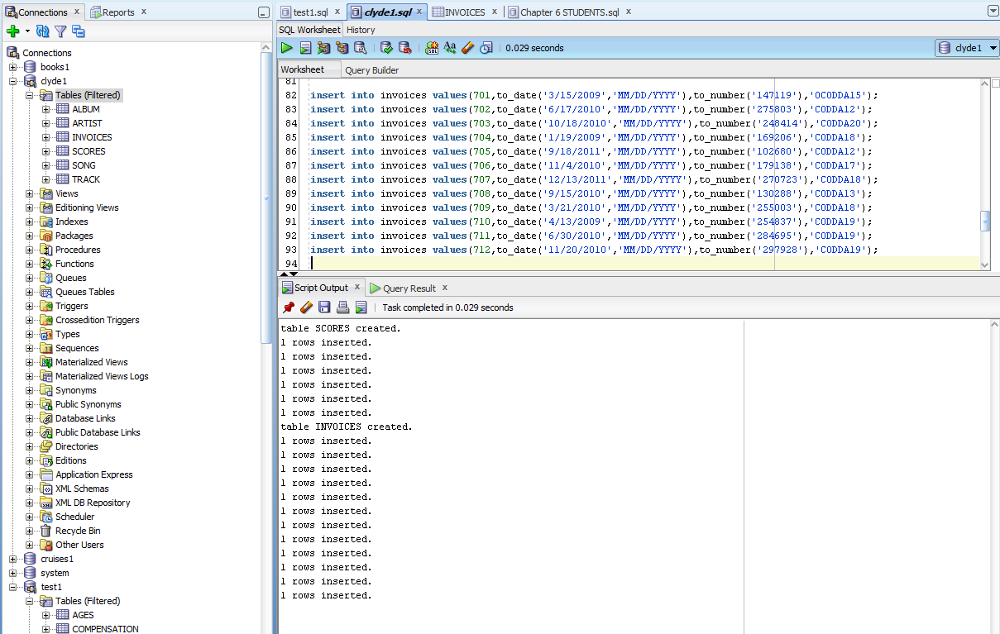 Connections x
Reports x
Connections
books1
clyde1
Tables (Filtered)
ALBUM
ARTIST
INVOICES
SCORES
SONG
TRACK
Views
Editioning Views
Indexes
Packages
Procedures
Functions
Queues
Queues Tables
Triggers
Crossedition Triggers
Types
Sequences
Materialized Views
Materialized Views Logs
Synonyms
Public Synonyms
Database Links
Public Database Links
Directories
Editions
Application Express
XML Schemas
XML DB Repository
Scheduler
Recycle Bin
Other Users
cruises1
system
test1
Tables (Filtered)
AGES
COMPENSATION
test1.sql x
clyde1.sql x
INVOICES x
Chapter 6 STUDENTS.sql x
SQL Worksheet History
0.029 seconds
clyde1
Worksheet Query Builder
81
82 insert into invoices values(701,to_date('3/15/2009','MM/DD/YYYY'),to_number('147119'),'0CODDA15');
83 insert into invoices values(702,to_date('6/17/2010','MM/DD/YYYY'),to_number('275803'),'CODDA12');
84 insert into invoices values(703,to_date('10/18/2010','MM/DD/YYYY'),to_number('248414'),'CODDA20');
85 insert into invoices values(704,to_date('1/19/2009','MM/DD/YYYY'),to_number('169206'),'CODDA18');
86 insert into invoices values(705,to_date('9/18/2011','MM/DD/YYYY'),to_number('102680'),'CODDA12');
87 insert into invoices values(706,to_date('11/4/2010','MM/DD/YYYY'),to_number('179138'),'CODDA17');
88 insert into invoices values(707,to_date('12/13/2011','MM/DD/YYYY'),to_number('270723'),'CODDA18');
89 insert into invoices values(708,to_date('9/15/2010','MM/DD/YYYY'),to_number('130288'),'CODDA13');
90 insert into invoices values(709,to_date('3/21/2010','MM/DD/YYYY'),to_number('255003'),'CODDA18');
91 insert into invoices values(710,to_date('4/13/2009','MM/DD/YYYY'),to_number('254837'),'CODDA19');
92 insert into invoices values(711,to_date('6/30/2010','MM/DD/YYYY'),to_number('284695'),'CODDA19');
93 insert into invoices values(712,to_date('11/20/2010','MM/DD/YYYY'),to_number('297928'),'CODDA19');
94
Script Output x
Query Result x
Task completed in 0.029 seconds
table SCORES created.
1 rows inserted.
1 rows inserted.
1 rows inserted.
1 rows inserted.
1 rows inserted.
1 rows inserted.
table INVOICES created.
1 rows inserted.
1 rows inserted.
1 rows inserted.
1 rows inserted.
1 rows inserted.
1 rows inserted.
1 rows inserted.
1 rows inserted.
1 rows inserted.
1 rows inserted.
1 rows inserted.
1 rows inserted.